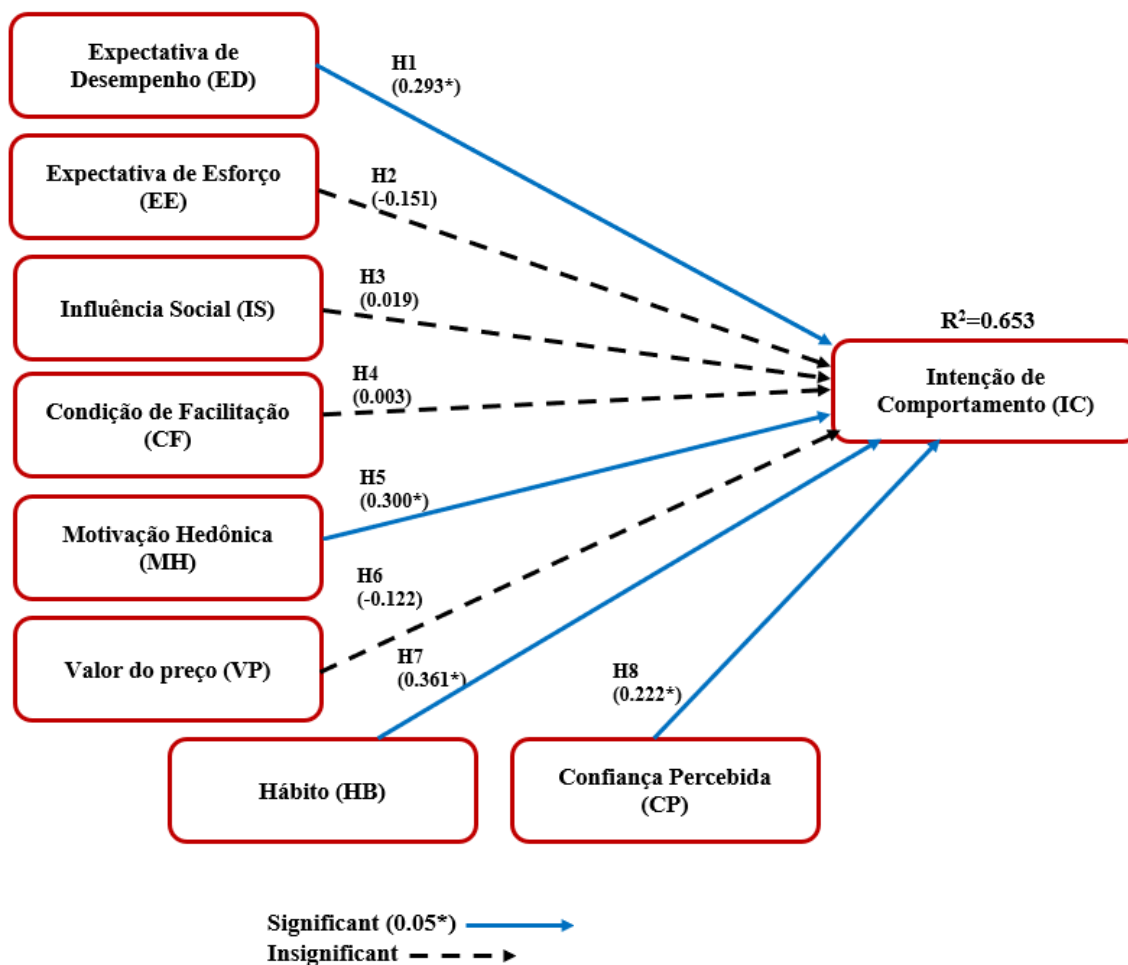 Expectativa de
Desempenho (ED)
H1
(0.293*)
Expectativa de Esforço
(EE)
H2
(-0.151)
Influência Social (IS)
H3
(0.019)
R²=0.653
Condição de Facilitação
(CF)
H4
(0.003)
Intenção de
Comportamento (IC)
Motivação Hedônica
(MH)
H5
(0.300*)
Valor do preço (VP)
H6
(-0.122)
H7
(0.361*)
H8
(0.222*)
Hábito (HB)
Confiança Percebida
(CP)
Significant (0.05*)
Insignificant